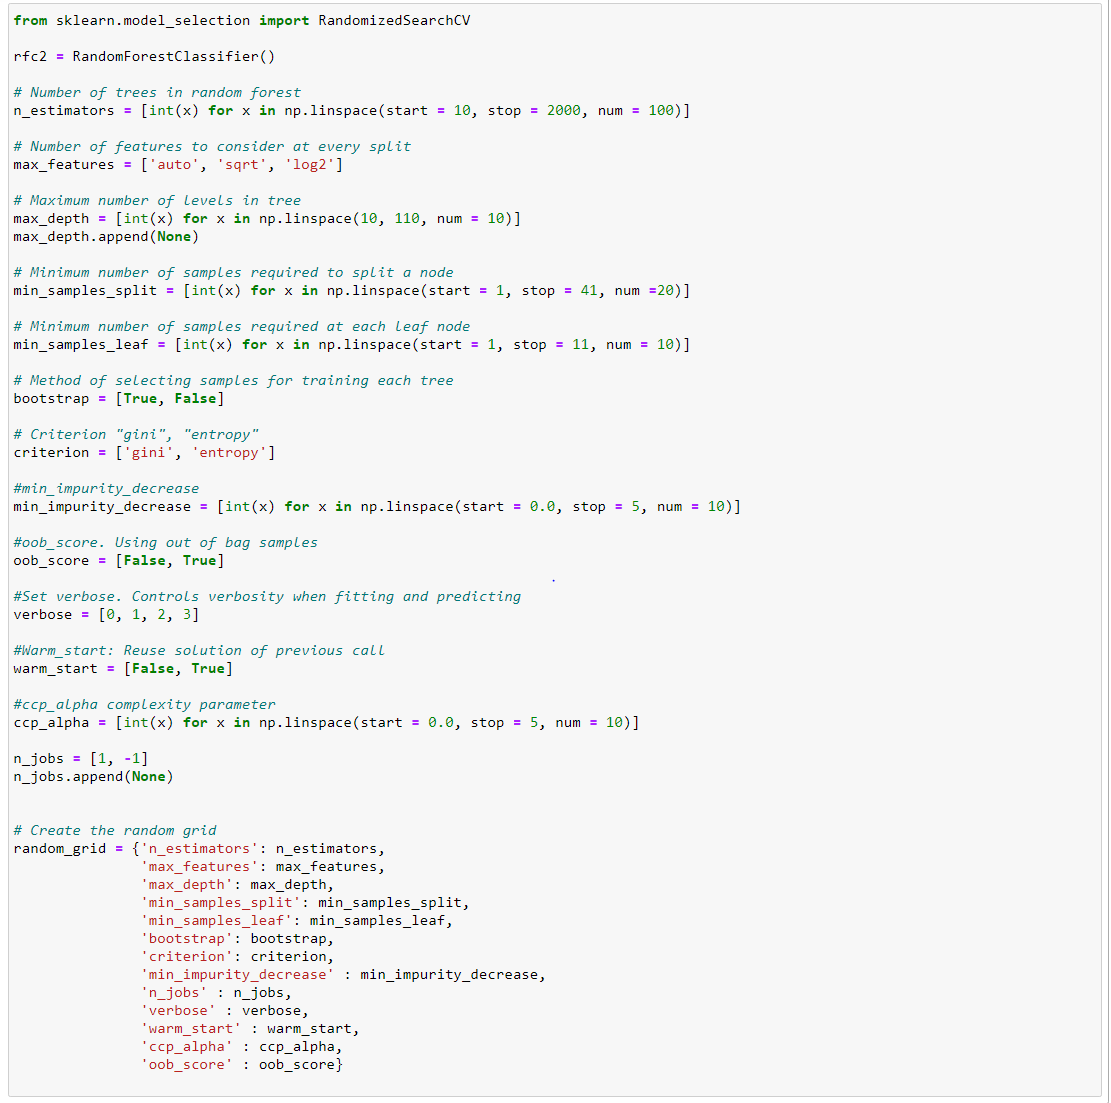 from sklearn.model_selection import RandomizedSearchCV
rfc2 = RandomForestClassifier()
# Number of trees in random forest
n_estimators = [int(x) for x in np.linspace(start = 10, stop = 2000, num = 100)]
# Number of features to consider at every split
max_features = ['auto', 'sqrt', 'log2']
# Maximum number of levels in tree
max_depth = [int(x) for x in np.linspace(10, 110, num = 10)]
max_depth.append(None)
# Minimum number of samples required to split a node
min_samples_split = [int(x) for x in np.linspace(start = 1, stop = 41, num =20)]
# Minimum number of samples required at each leaf node
min_samples_leaf = [int(x) for x in np.linspace(start = 1, stop = 11, num = 10)]
# Method of selecting samples for training each tree
bootstrap = [True, False]
# Criterion "gini", "entropy"
criterion = ['gini', 'entropy']
#min_impurity_decrease
min_impurity_decrease = [int(x) for x in np.linspace(start = 0.0, stop = 5, num = 10)]
#oob_score. Using out of bag samples
oob_score = [False, True]
#Set verbose. Controls verbosity when fitting and predicting
verbose = [0, 1, 2, 3]
#Warm_start: Reuse solution of previous call
warm_start = [False, True]
#ccp_alpha complexity parameter
ccp_alpha = [int(x) for x in np.linspace(start = 0.0, stop = 5, num = 10)]
n_jobs = [1, -1]
n_jobs.append(None)
# Create the random grid
random_grid = {'n_estimators': n_estimators,
'max_features': max_features,
'max_depth': max_depth,
'min_samples_split': min_samples_split,
'min_samples_leaf': min_samples_leaf,
'bootstrap': bootstrap,
'criterion': criterion,
'min_impurity_decrease' : min_impurity_decrease,
'n_jobs' : n_jobs,
'verbose' : verbose,
'warm_start' : warm_start,
'ccp_alpha' : ccp_alpha,
'oob_score' : oob_score}